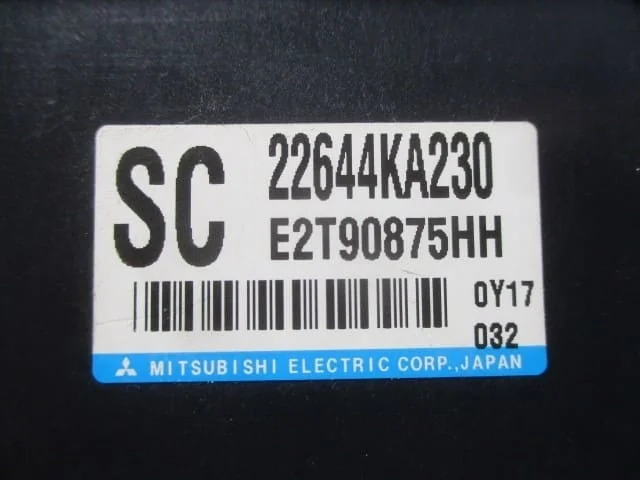 SC
22644KA230
E2T90875HH
0Y17
032
MITSUBISHI ELECTRIC CORP.,JAPAN